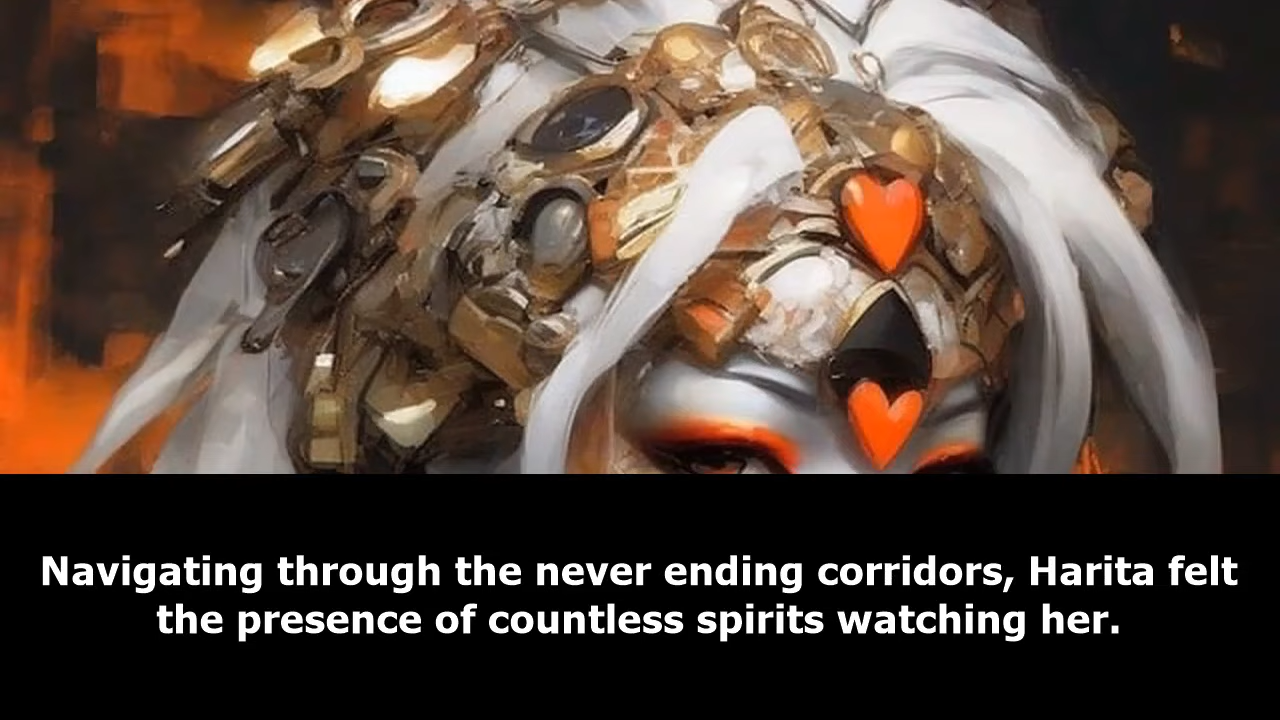 Navigating through the never ending corridors, Harita felt
the presence of countless spirits watching her.